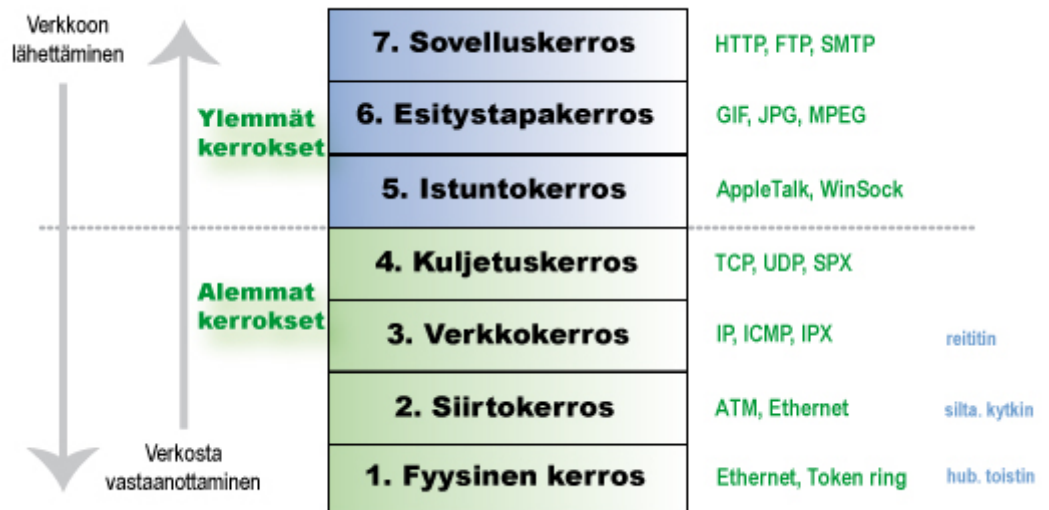 Verkkoon
lähettäminen
7. Sovelluskerros
HTTP, FTP, SMTP
Ylemmät
kerrokset
6. Esitystapakerros
GIF, JPG, MPEG
5. Istuntokerros
AppleTalk, WinSock
Alemmat
kerrokset
4. Kuljetuskerros
TCP, UDP, SPX
3. Verkkokerros
IP, ICMP, IPX
reititin
2. Siirtokerros
ATM, Ethernet
silta. kytkin
Verkosta
vastaanottaminen
1. Fyysinen kerros
Ethernet, Token ring
hub. toistin